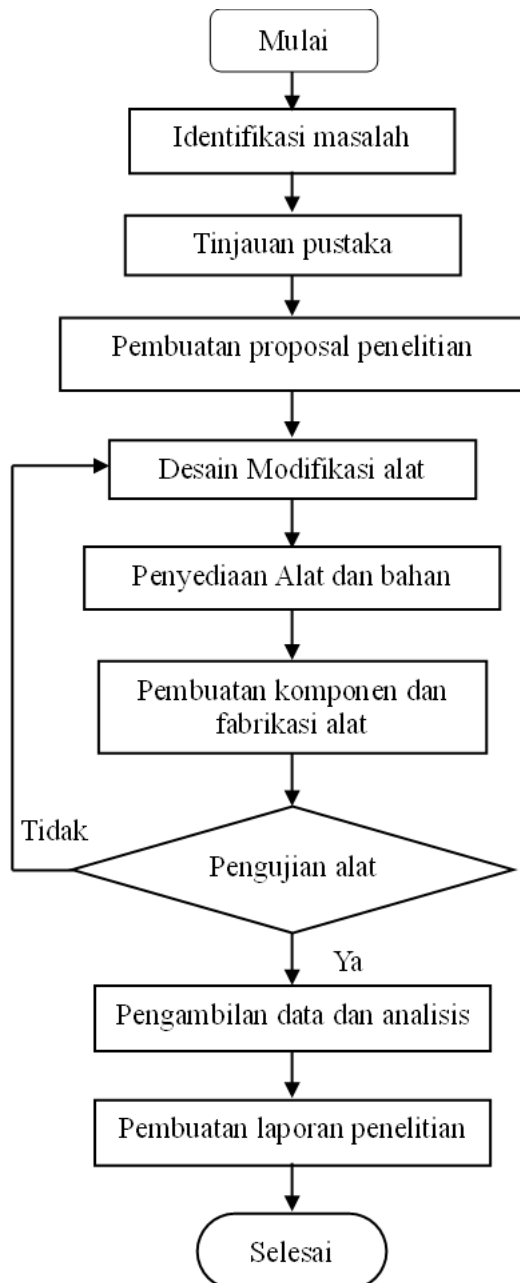 Mulai
Identifikasi masalah
Tinjauan pustaka
Pembuatan proposal penelitian
Desain Modifikasi alat
Penyediaan Alat dan bahan
Pembuatan komponen dan
fabrikasi alat
Tidak
Pengujian alat
Ya
Pengambilan data dan analisis
Pembuatan laporan penelitian
Selesai